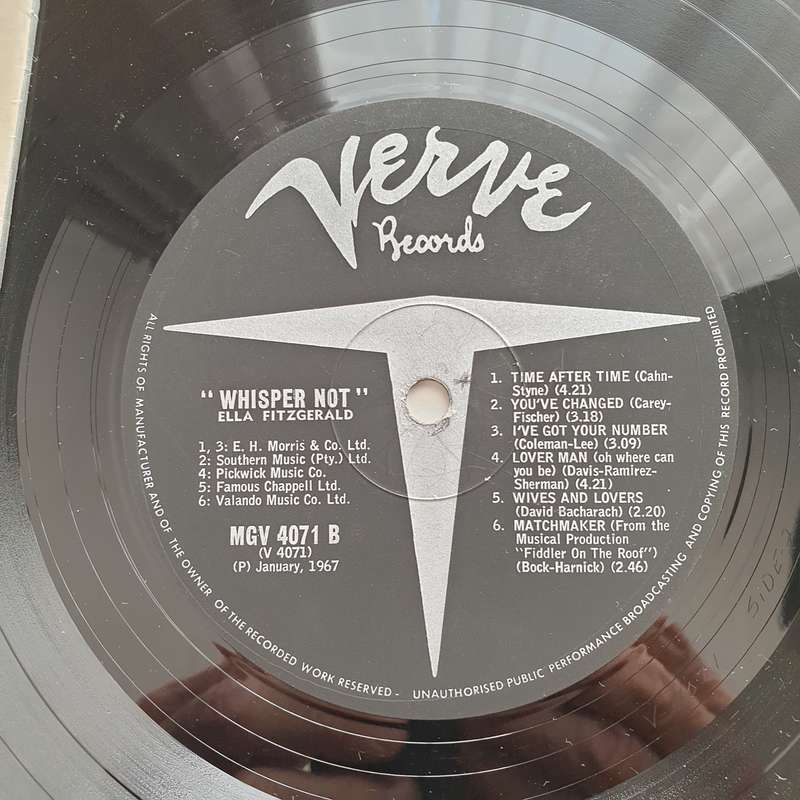 Verve
Records
" WHISPER NOT "
ELLA FITZGERALD
1, 3: E. H. Morris & Co. Ltd.
2: Southern Music (Pty.) Ltd.
4: Pickwick Music Co.
5: Famous Chappell Ltd.
6: Valando Music Co. Ltd.
MGV 4071 B
(V 4071)
(P) January, 1967
1. TIME AFTER TIME (Cahn-
Styne) (4.21)
2. YOU'VE CHANGED (Carey-
Fischer) (3.18)
3. I'VE GOT YOUR NUMBER
(Coleman-Lee) (3.09)
4. LOVER MAN (oh where can
you be) (Davis-Ramirez-
Sherman) (4.21)
5. WIVES AND LOVERS
(David Bacharach) (2.20)
6. MATCHMAKER (From the
Musical Production
"Fiddler On The Roof")
(Bock-Harnick) (2.46)
ALL RIGHTS OF MANUFACTURER AND OF THE OWNER OF THE RECORDED WORK RESERVED - UNAUTHORISED PUBLIC PERFORMANCE BROADCASTING AND COPYING OF THIS RECORD PROHIBITED
SIDE